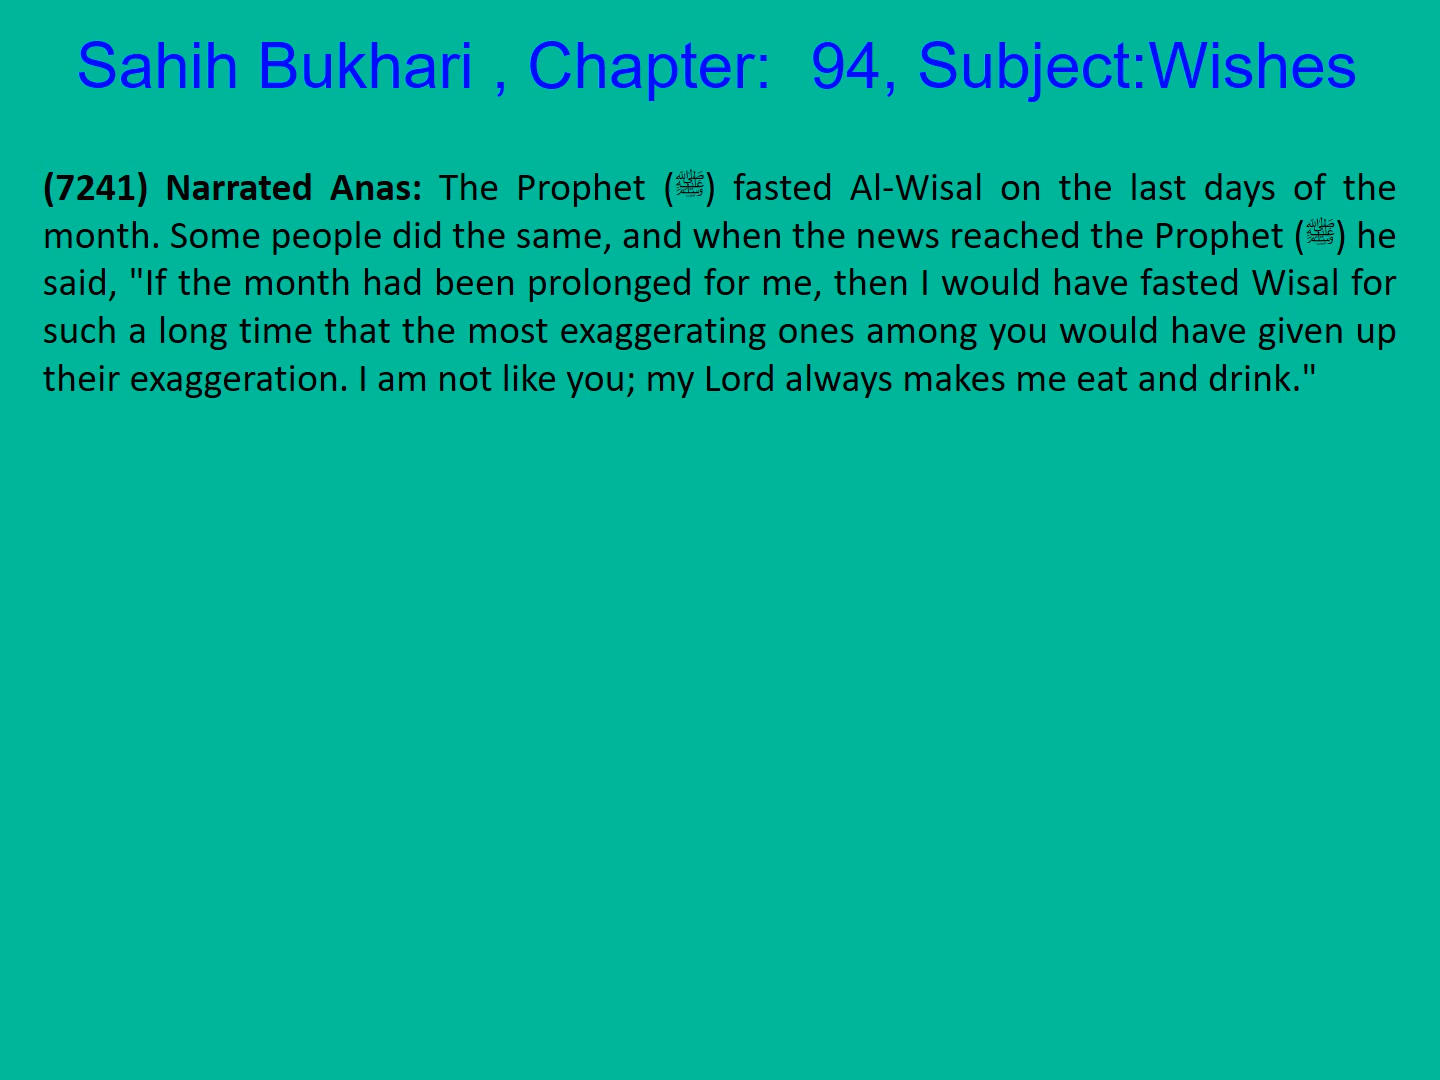 Sahih Bukhari , Chapter:  94, Subject:Wishes
(7241) Narrated Anas: The Prophet (ﷺ) fasted Al-Wisal on the last days of the
month. Some people did the same, and when the news reached the Prophet (ﷺ) he
said, "If the month had been prolonged for me, then I would have fasted Wisal for
such a long time that the most exaggerating ones among you would have given up
their exaggeration. I am not like you; my Lord always makes me eat and drink."